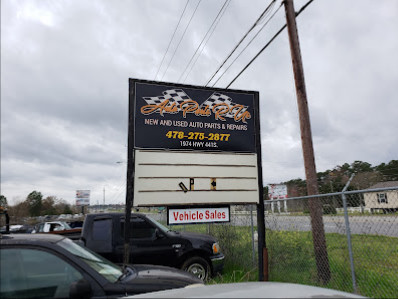 Auto Parts R Us
NEW AND USED AUTO PARTS & REPAIRS
478-275-2877
1974 HWY 441S.
Vehicle Sales